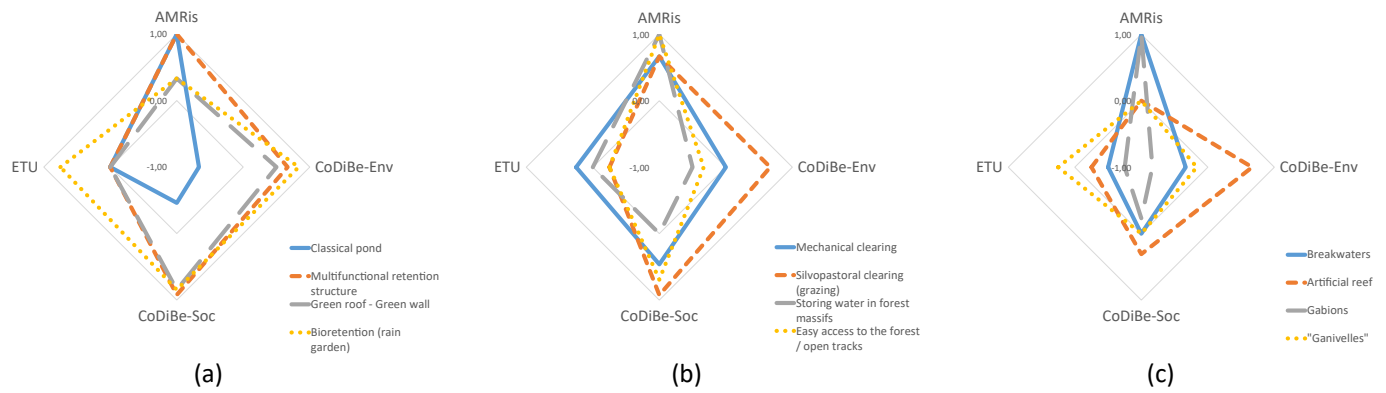 AMRis
1,00
0,00
-1,00
ETU
CoDiBe-Env
CoDiBe-Soc
Classical pond
Multifunctional retention
structure
Green roof - Green wall
Bioretention (rain
garden)
(a)
AMRis
1,00
0,00
-1,00
ETU
CoDiBe-Env
CoDiBe-Soc
Mechanical clearing
Silvopastoral clearing
(grazing)
Storing water in forest
massifs
Easy access to the forest
/ open tracks
(b)
AMRis
1,00
0,00
-1,00
ETU
CoDiBe-Env
CoDiBe-Soc
Breakwaters
Artificial reef
Gabions
"Ganivelles"
(c)